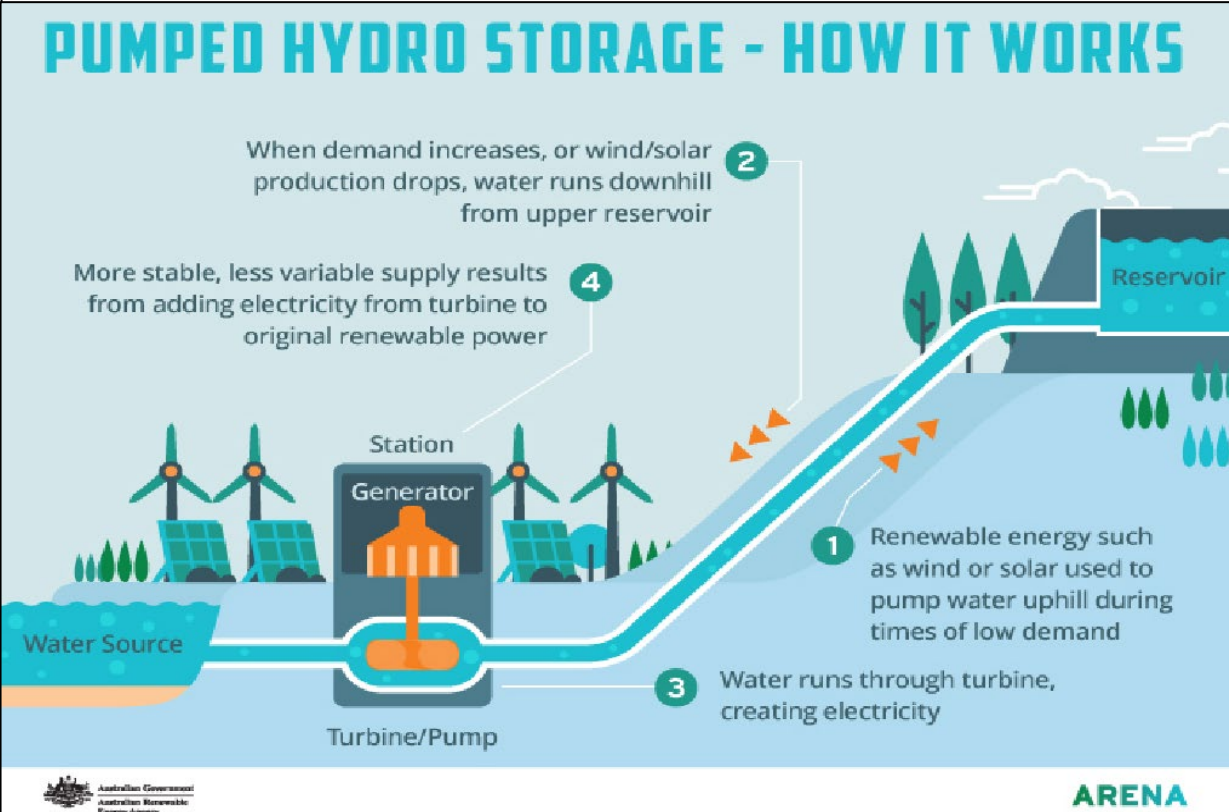 PUMPED HYDRO STORAGE - HOW IT WORKS
When demand increases, or wind/solar
production drops, water runs downhill
from upper reservoir
2
More stable, less variable supply results
from adding electricity from turbine to
original renewable power
4
Reservoir
Station
Generator
1
Renewable energy such
as wind or solar used to
pump water uphill during
times of low demand
Water Source
3
Water runs through turbine,
creating electricity
Turbine/Pump
Australian Government
Australian Renewable
Energy Agency
ARENA